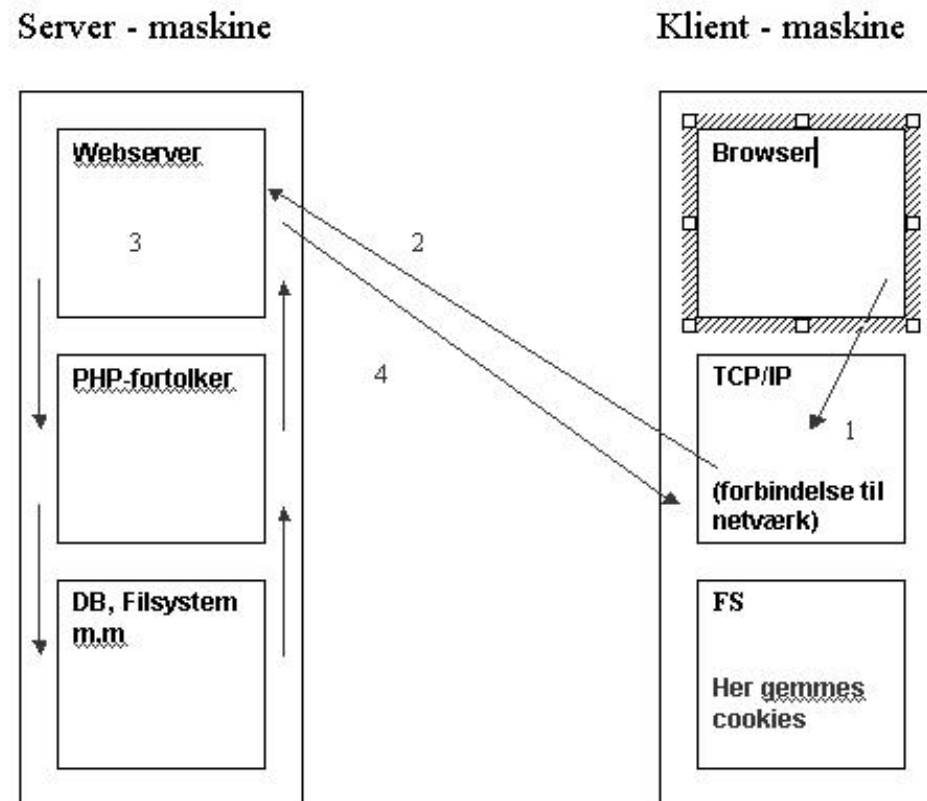 Server - maskine
Klient - maskine
Webserver
3
PHP-fortolker
DB, Filsystem
m.m
2
4
Browser
TCP/IP
1
(forbindelse til
netværk)
FS
Her gemmes
cookies